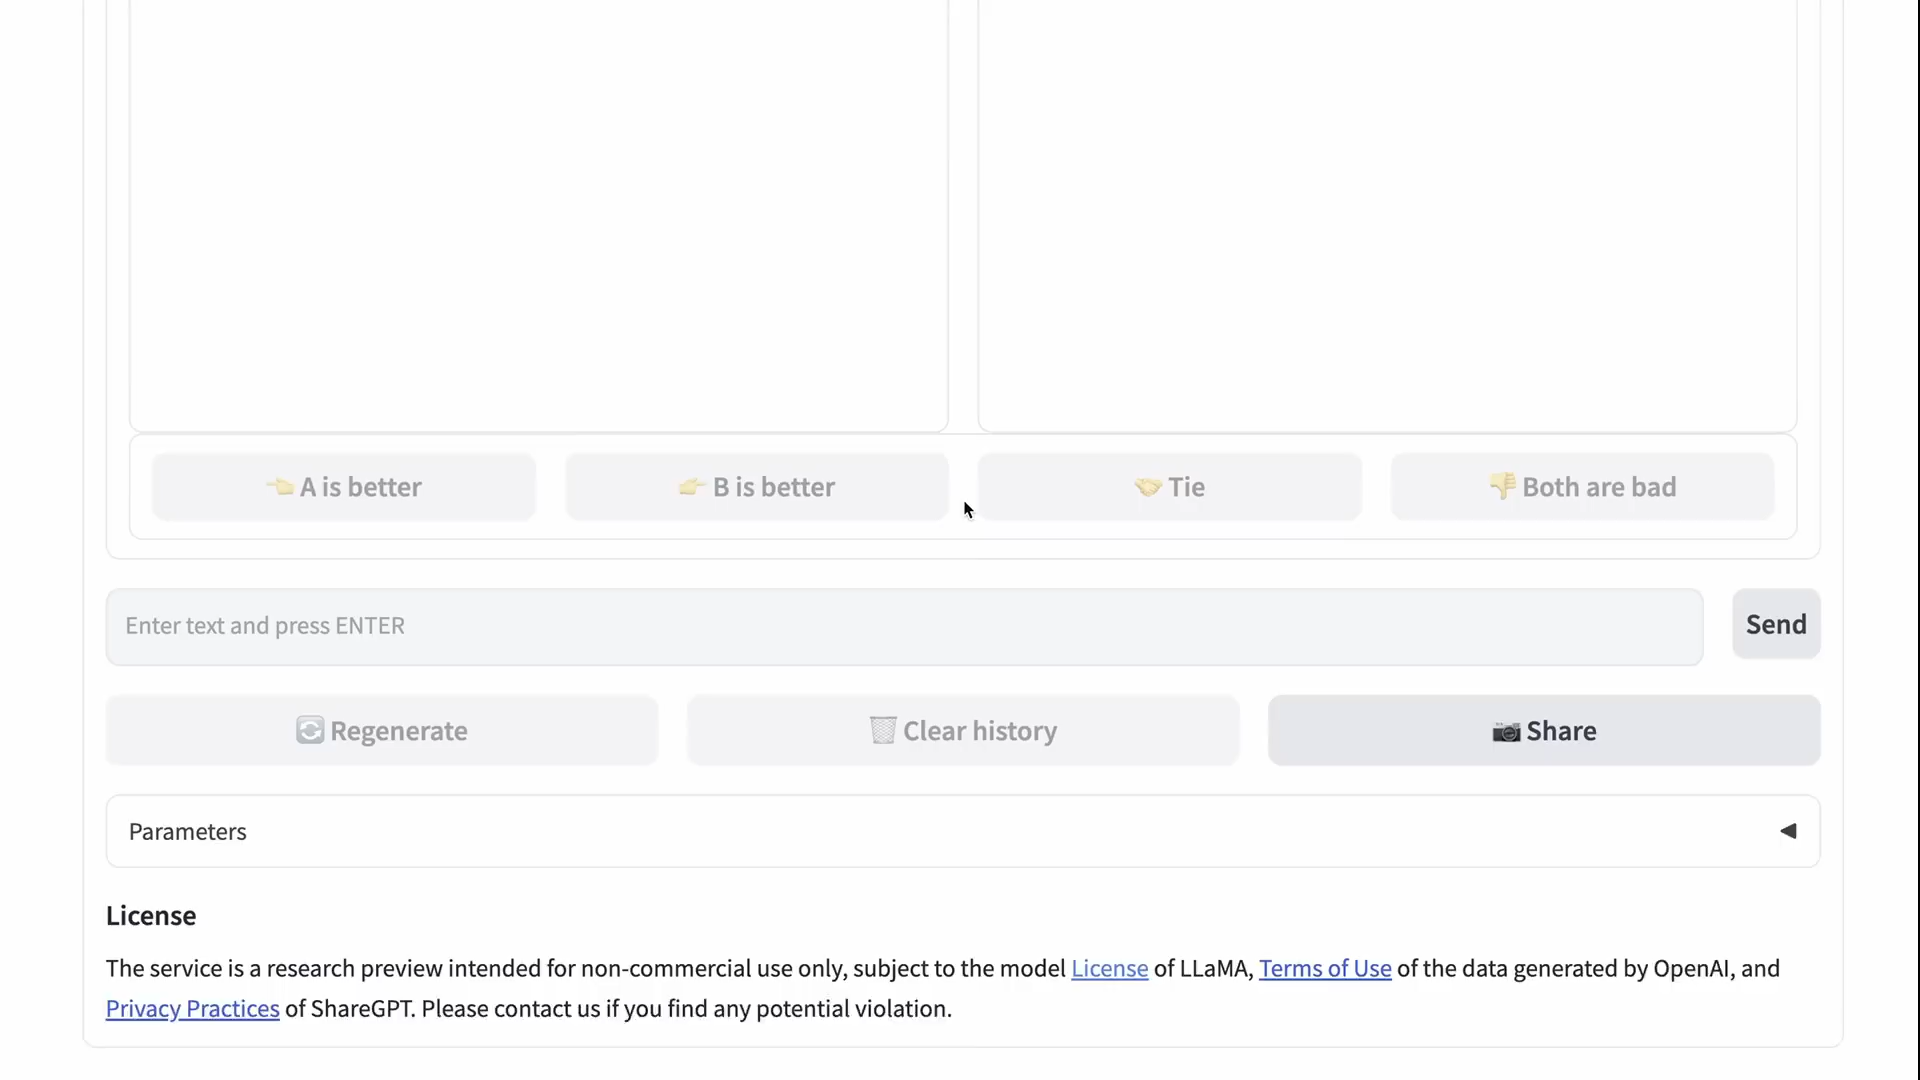 👈 A is better
👉 B is better
🤝 Tie
👎 Both are bad
Enter text and press ENTER
Send
🔄 Regenerate
🗑️ Clear history
📷 Share
Parameters
License
The service is a research preview intended for non-commercial use only, subject to the model License of LLaMA, Terms of Use of the data generated by OpenAI, and
Privacy Practices of ShareGPT. Please contact us if you find any potential violation.